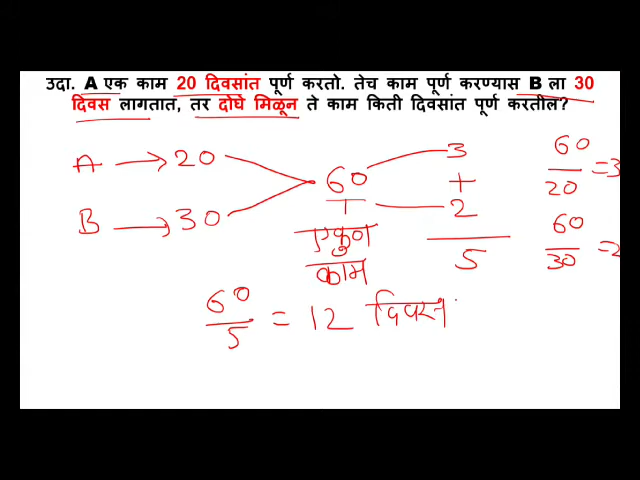 उदा. A एक काम 20 दिवसांत पूर्ण करतो. तेच काम पूर्ण करण्यास B ला 30
दिवस लागतात, तर दोघे मिळून ते काम किती दिवसांत पूर्ण करतील?
A → 20
B → 30
60
एकुण
काम
3
+
2
5
60/20 = 3
60/30 = 2
60/5 = 12 दिवस